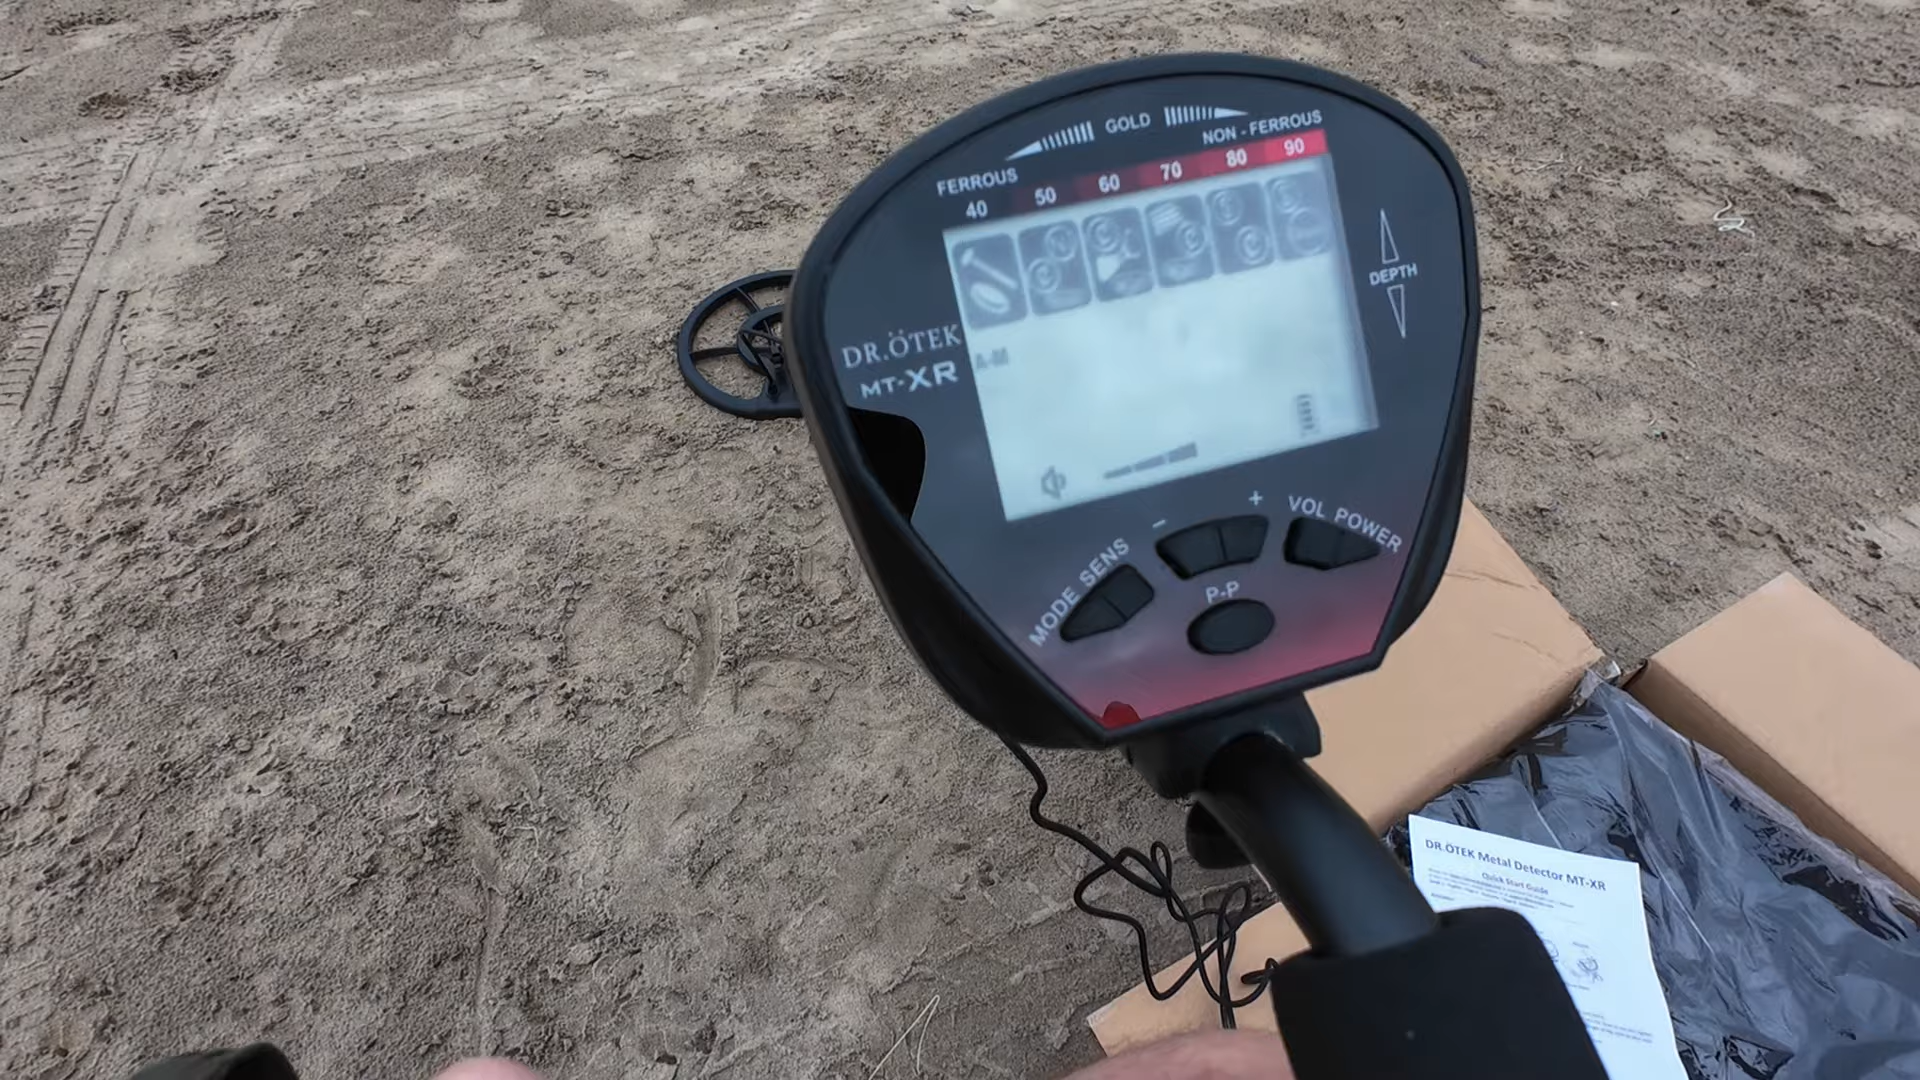 GOLD
NON - FERROUS
FERROUS
40 50 60 70 80 90
DEPTH
DR.ÖTEK
MT-XR
A-M
- +
VOL POWER
MODE SENS
P-P
DR.ÖTEK Metal Detector MT-XR
Quick Start Guide